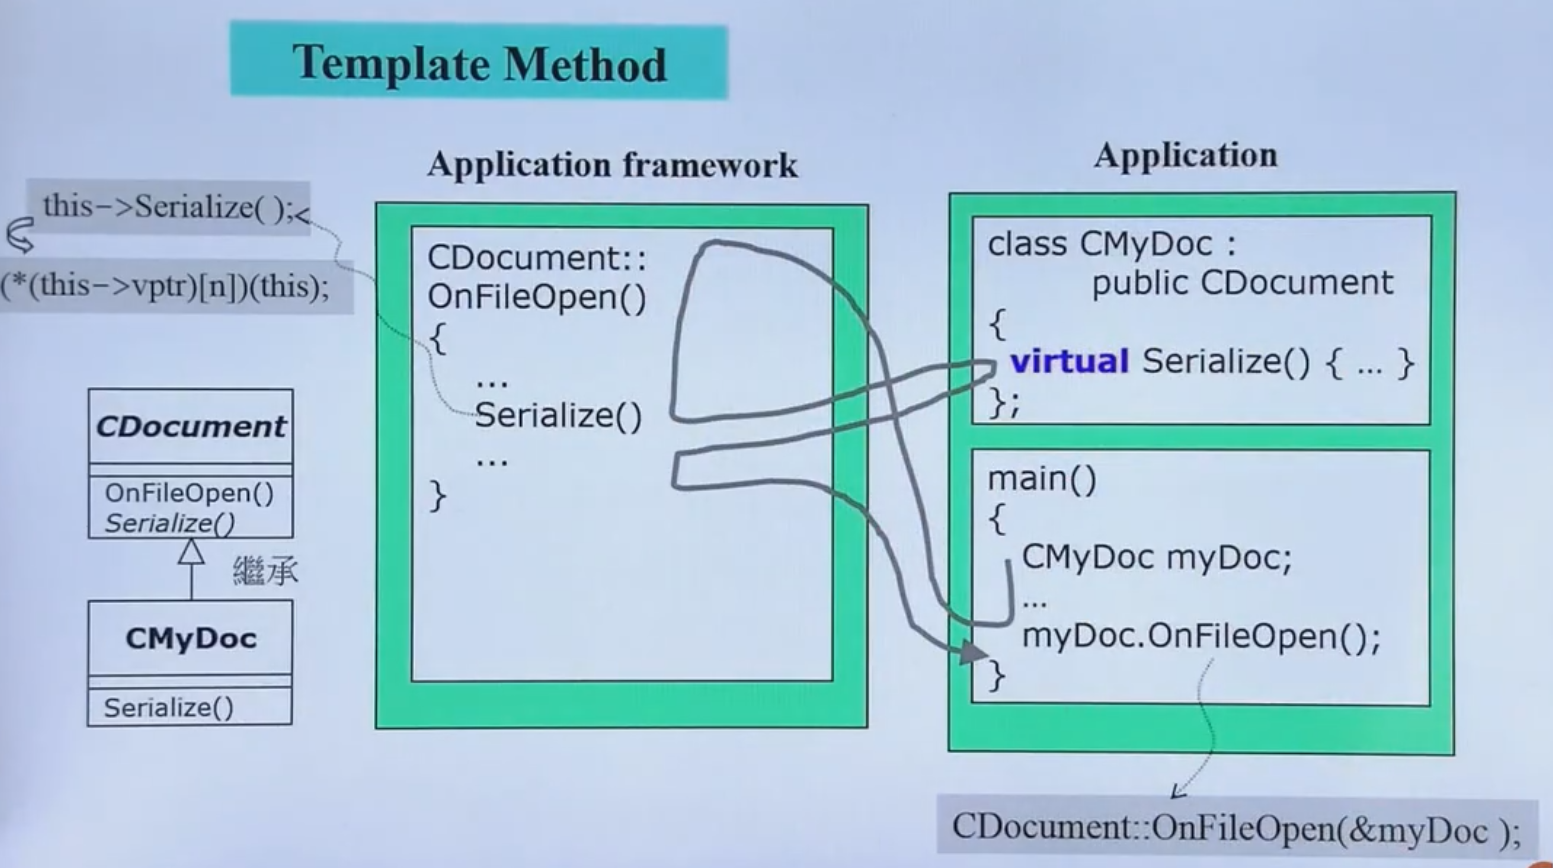 Template Method
Application framework
Application
this->Serialize( );
(*(this->vptr)[n])(this);
CDocument::
OnFileOpen()
{
...
Serialize()
...
}
class CMyDoc :
public CDocument
{
virtual Serialize() { ... }
};
main()
{
CMyDoc myDoc;
...
myDoc.OnFileOpen();
}
CDocument
OnFileOpen()
Serialize()
繼承
CMyDoc
Serialize()
CDocument::OnFileOpen(&myDoc );